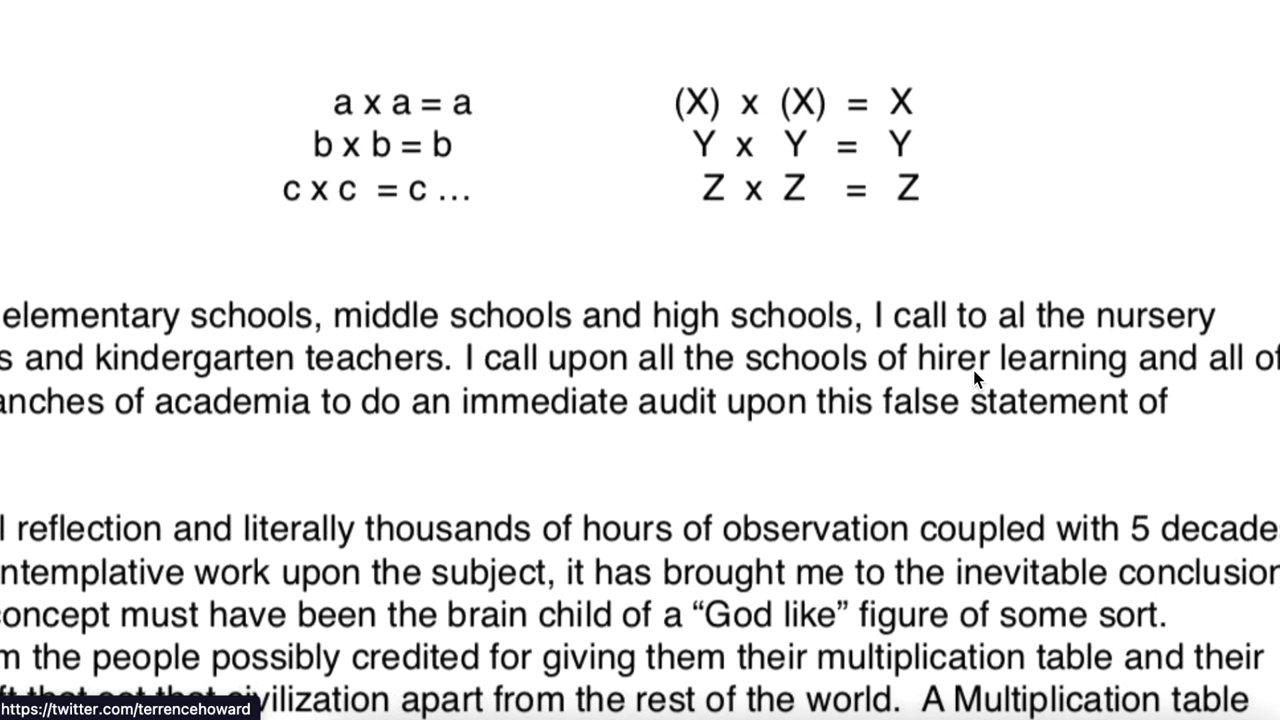 a x a = a (X) x (X) = X
b x b = b Y x Y = Y
c x c = c ... Z x Z = Z
elementary schools, middle schools and high schools, I call to al the nursery
s and kindergarten teachers. I call upon all the schools of hirer learning and all of
anches of academia to do an immediate audit upon this false statement of
l reflection and literally thousands of hours of observation coupled with 5 decade
ntemplative work upon the subject, it has brought me to the inevitable conclusion
oncept must have been the brain child of a “God like” figure of some sort.
m the people possibly credited for giving them their multiplication table and their
ft that set that civilization apart from the rest of the world. A Multiplication table
https://twitter.com/terrencehoward